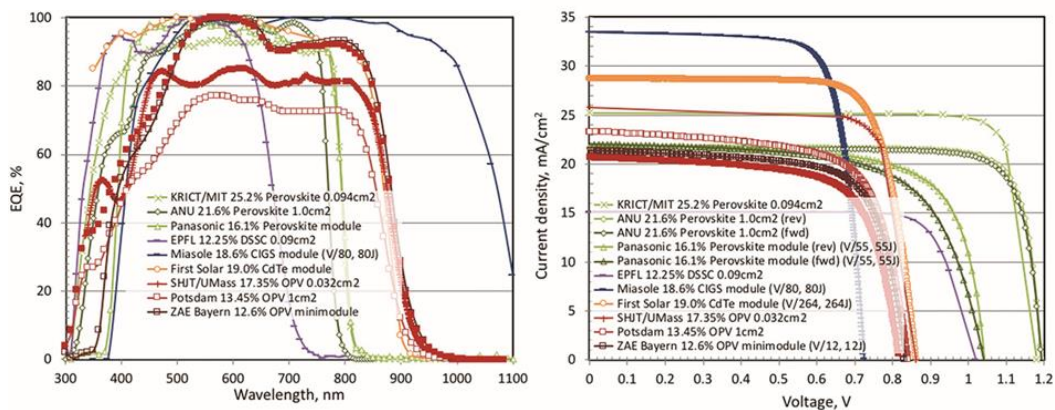 100
80
60
40
20
0
EQE, %
KRICT/MIT 25.2% Perovskite 0.094cm2
ANU 21.6% Perovskite 1.0cm2
Panasonic 16.1% Perovskite module
EPFL 12.25% DSSC 0.09cm2
Miasole 18.6% CIGS module (V/80, 80J)
First Solar 19.0% CdTe module
SHJT/UMass 17.35% OPV 0.032cm2
Potsdam 13.45% OPV 1cm2
ZAE Bayern 12.6% OPV minimodule
300 400 500 600 700 800 900 1000 1100
Wavelength, nm
35
30
25
20
15
10
5
0
Current density, mA/cm²
KRICT/MIT 25.2% Perovskite 0.094cm2
ANU 21.6% Perovskite 1.0cm2 (rev)
ANU 21.6% Perovskite 1.0cm2 (fwd)
Panasonic 16.1% Perovskite module (rev) (V/55, 55J)
Panasonic 16.1% Perovskite module (fwd) (V/55, 55J)
EPFL 12.25% DSSC 0.09cm2
Miasole 18.6% CIGS module (V/80, 80J)
First Solar 19.0% CdTe module (V/264, 264J)
SHJT/UMass 17.35% OPV 0.032cm2
Potsdam 13.45% OPV 1cm2
ZAE Bayern 12.6% OPV minimodule (V/12, 12J)
0 0.1 0.2 0.3 0.4 0.5 0.6 0.7 0.8 0.9 1 1.1 1.2
Voltage, V